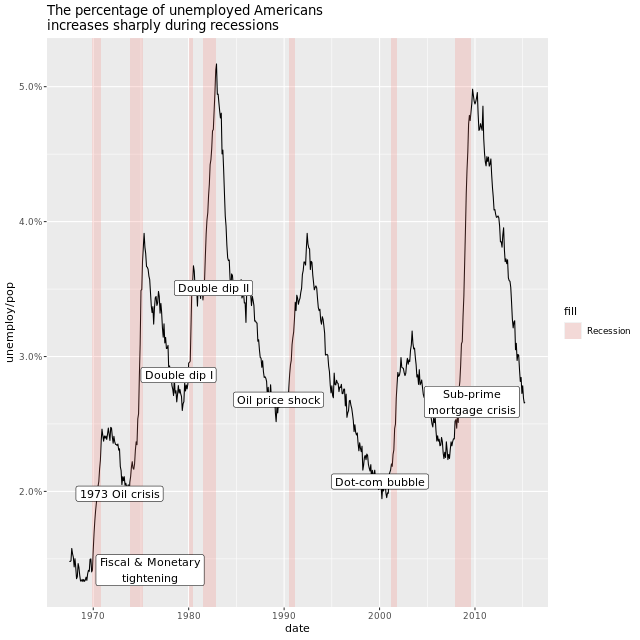 The percentage of unemployed Americans
increases sharply during recessions
unemploy/pop
5.0%
4.0%
3.0%
2.0%
Double dip II
Double dip I
Oil price shock
Sub-prime
mortgage crisis
1973 Oil crisis
Dot-com bubble
Fiscal & Monetary
tightening
fill
Recession
1970
1980
1990
2000
2010
date